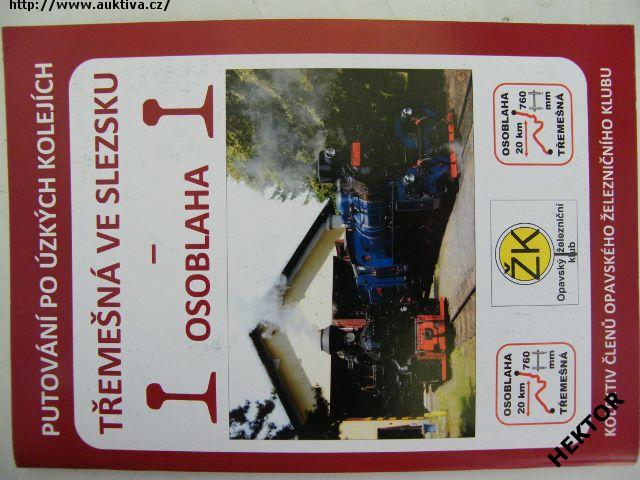 http://www.auktiva.cz/
PUTOVÁNÍ PO ÚZKÝCH KOLEJÍCH
TŘEMEŠNÁ VE SLEZSKU
–
OSOBLAHA
OSOBLAHA
20 km 760 mm
TŘEMEŠNÁ
OŽK
Opavský železniční klub
OSOBLAHA
20 km 760 mm
TŘEMEŠNÁ
KOLEKTIV ČLENŮ OPAVSKÉHO ŽELEZNIČNÍHO KLUBU
HEKTOR